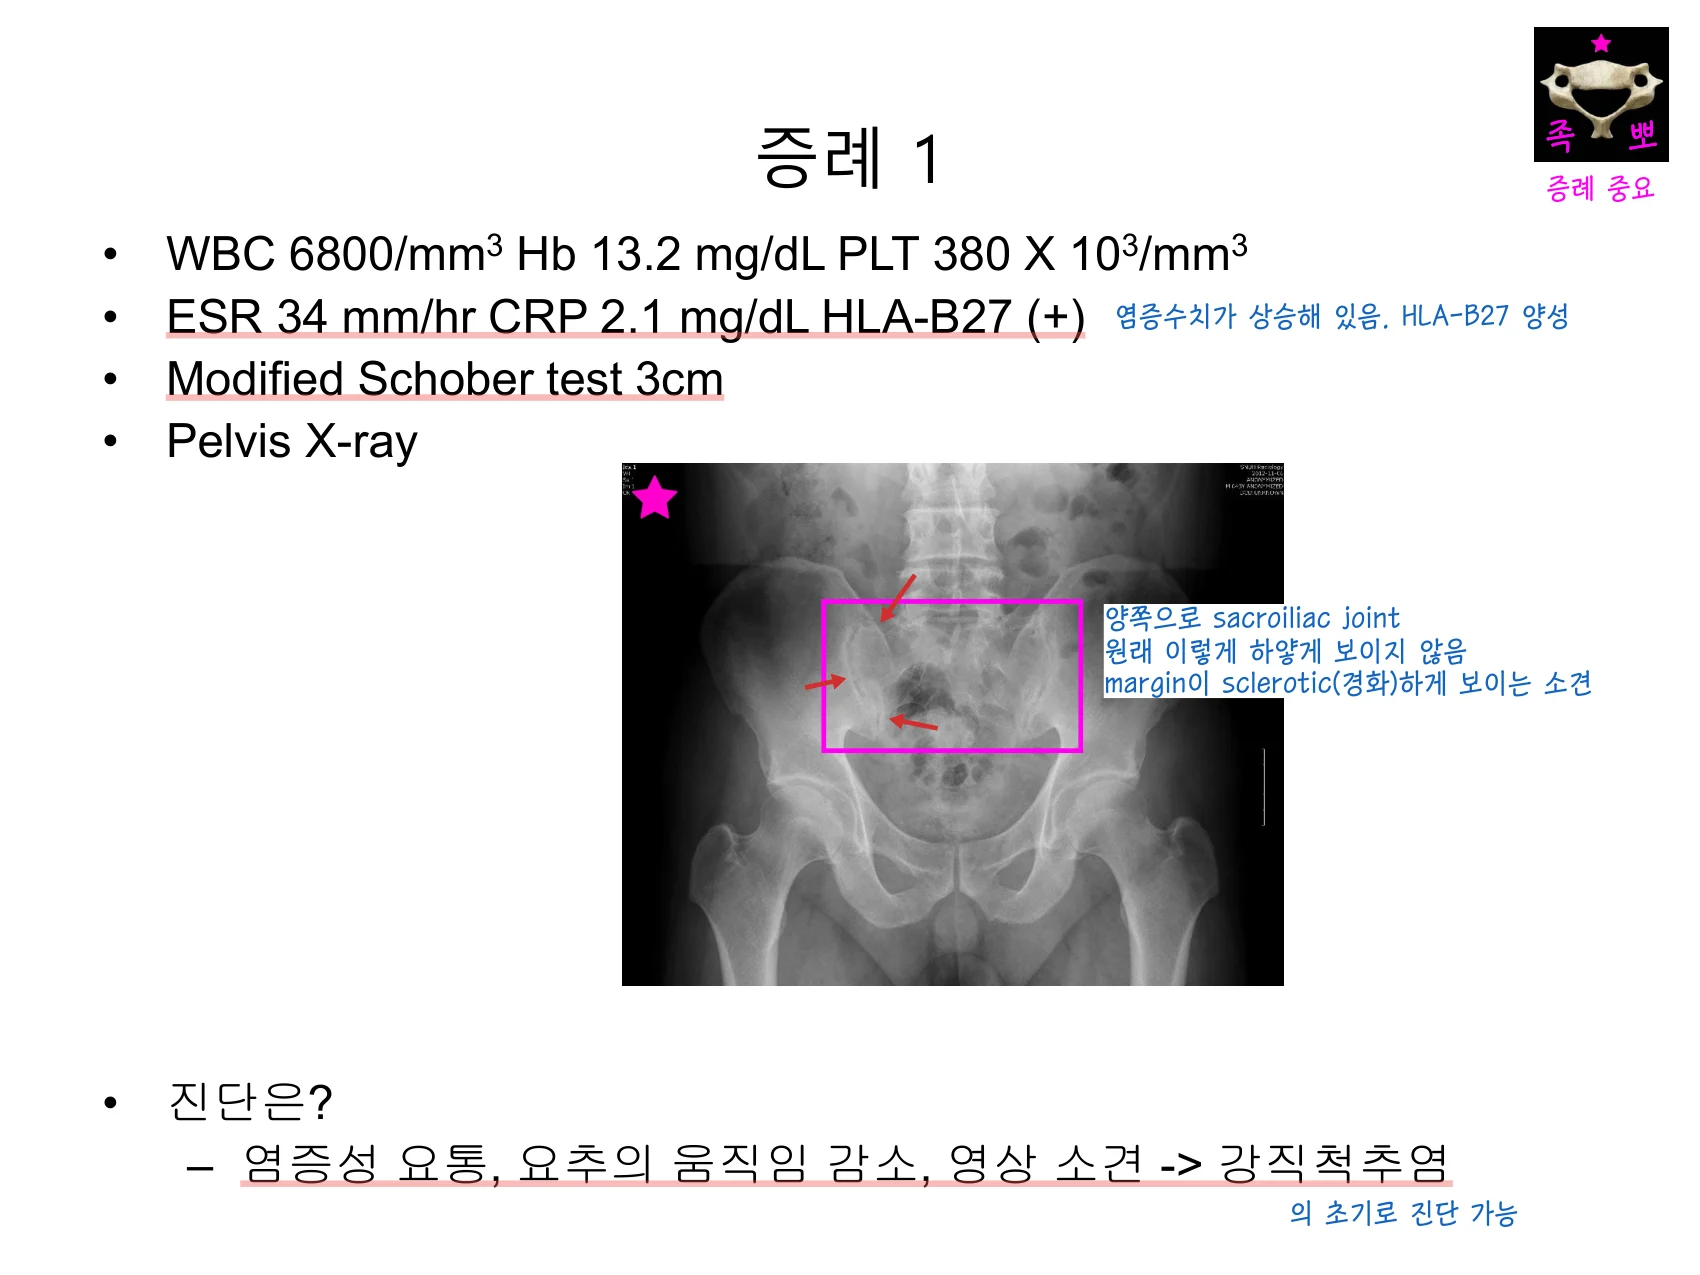 족 뽀
증례 중요
증례 1
• WBC 6800/mm³ Hb 13.2 mg/dL PLT 380 X 10³/mm³
• ESR 34 mm/hr CRP 2.1 mg/dL HLA-B27 (+) 염증수치가 상승해 있음. HLA-B27 양성
• Modified Schober test 3cm
• Pelvis X-ray
SNUH Radiology
2012-11-0
ANONYMIZED
양쪽으로 sacroiliac joint
원래 이렇게 하얗게 보이지 않음
margin이 sclerotic(경화)하게 보이는 소견
• 진단은?
– 염증성 요통, 요추의 움직임 감소, 영상 소견 -> 강직척추염
의 초기로 진단 가능